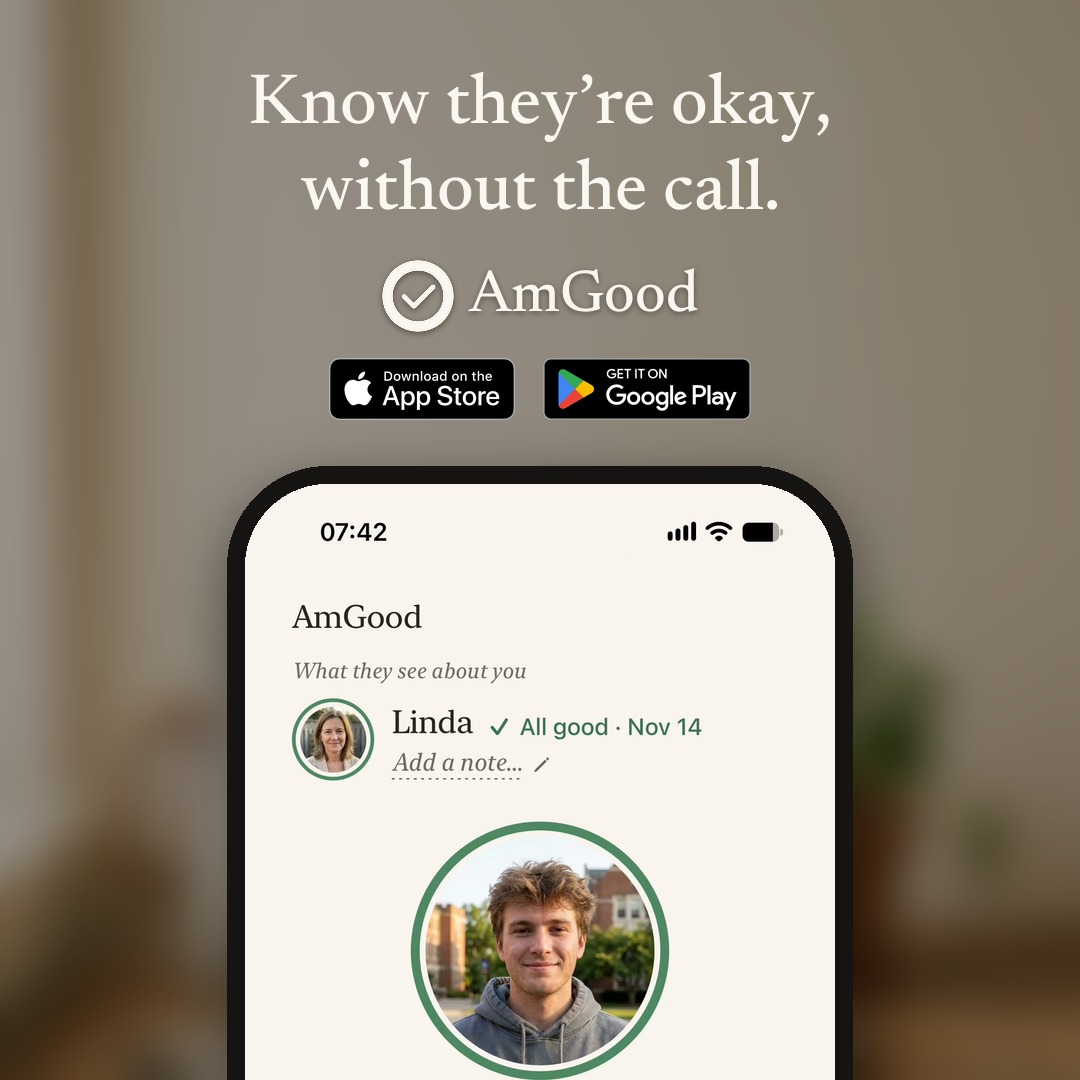 Know they’re okay,
without the call.
AmGood
Download on the
App Store
GET IT ON
Google Play
07:42
AmGood
What they see about you
Linda ✓ All good · Nov 14
Add a note...